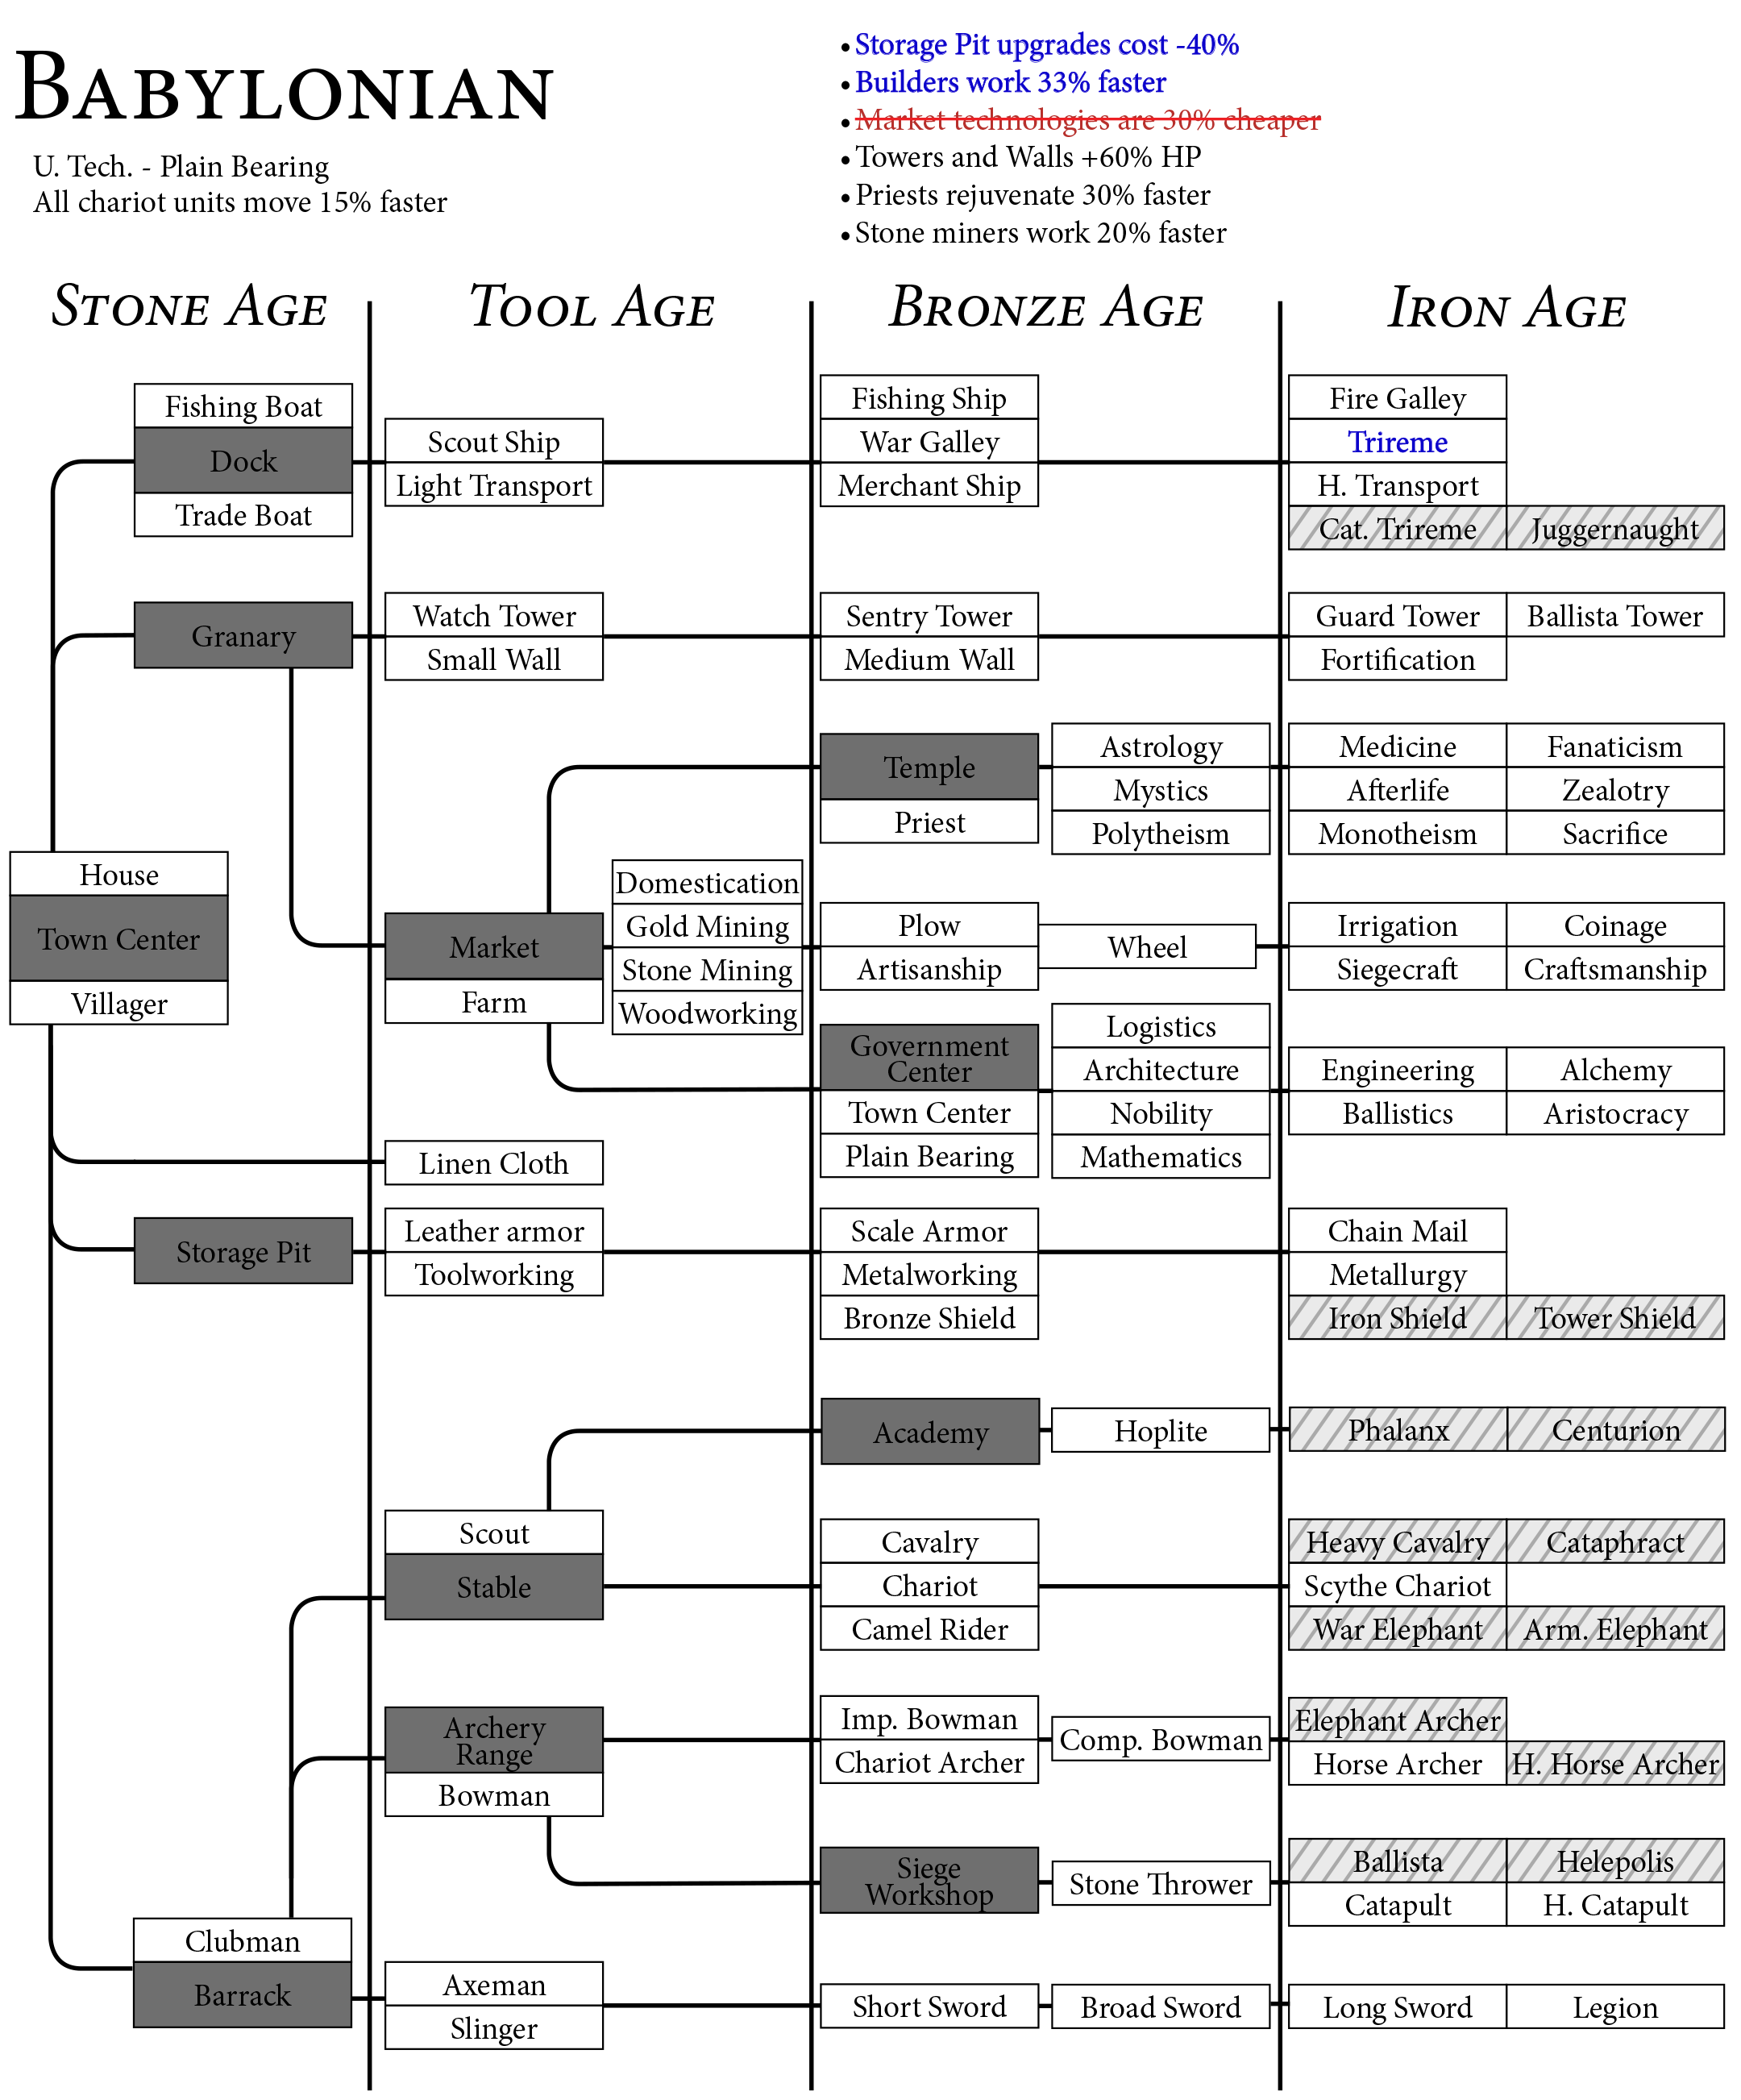 BABYLONIAN
U. Tech. - Plain Bearing
All chariot units move 15% faster
• Storage Pit upgrades cost -40%
• Builders work 33% faster
• Market technologies are 30% cheaper
• Towers and Walls +60% HP
• Priests rejuvenate 30% faster
• Stone miners work 20% faster
STONE AGE
TOOL AGE
BRONZE AGE
IRON AGE
Fishing Boat
Dock
Trade Boat
Scout Ship
Light Transport
Fishing Ship
War Galley
Merchant Ship
Fire Galley
Trireme
H. Transport
Cat. Trireme
Juggernaught
Granary
Watch Tower
Small Wall
Sentry Tower
Medium Wall
Guard Tower
Ballista Tower
Fortification
Temple
Priest
Astrology
Mystics
Polytheism
Medicine
Fanaticism
Afterlife
Zealotry
Monotheism
Sacrifice
House
Town Center
Villager
Market
Farm
Domestication
Gold Mining
Stone Mining
Woodworking
Plow
Artisanship
Wheel
Irrigation
Coinage
Siegecraft
Craftsmanship
Government
Center
Town Center
Plain Bearing
Logistics
Architecture
Nobility
Mathematics
Engineering
Alchemy
Ballistics
Aristocracy
Linen Cloth
Storage Pit
Leather armor
Toolworking
Scale Armor
Metalworking
Bronze Shield
Chain Mail
Metallurgy
Iron Shield
Tower Shield
Academy
Hoplite
Phalanx
Centurion
Scout
Stable
Cavalry
Chariot
Camel Rider
Heavy Cavalry
Cataphract
Scythe Chariot
War Elephant
Arm. Elephant
Archery
Range
Bowman
Imp. Bowman
Chariot Archer
Comp. Bowman
Elephant Archer
Horse Archer
H. Horse Archer
Siege
Workshop
Stone Thrower
Ballista
Helepolis
Catapult
H. Catapult
Clubman
Barrack
Axeman
Slinger
Short Sword
Broad Sword
Long Sword
Legion